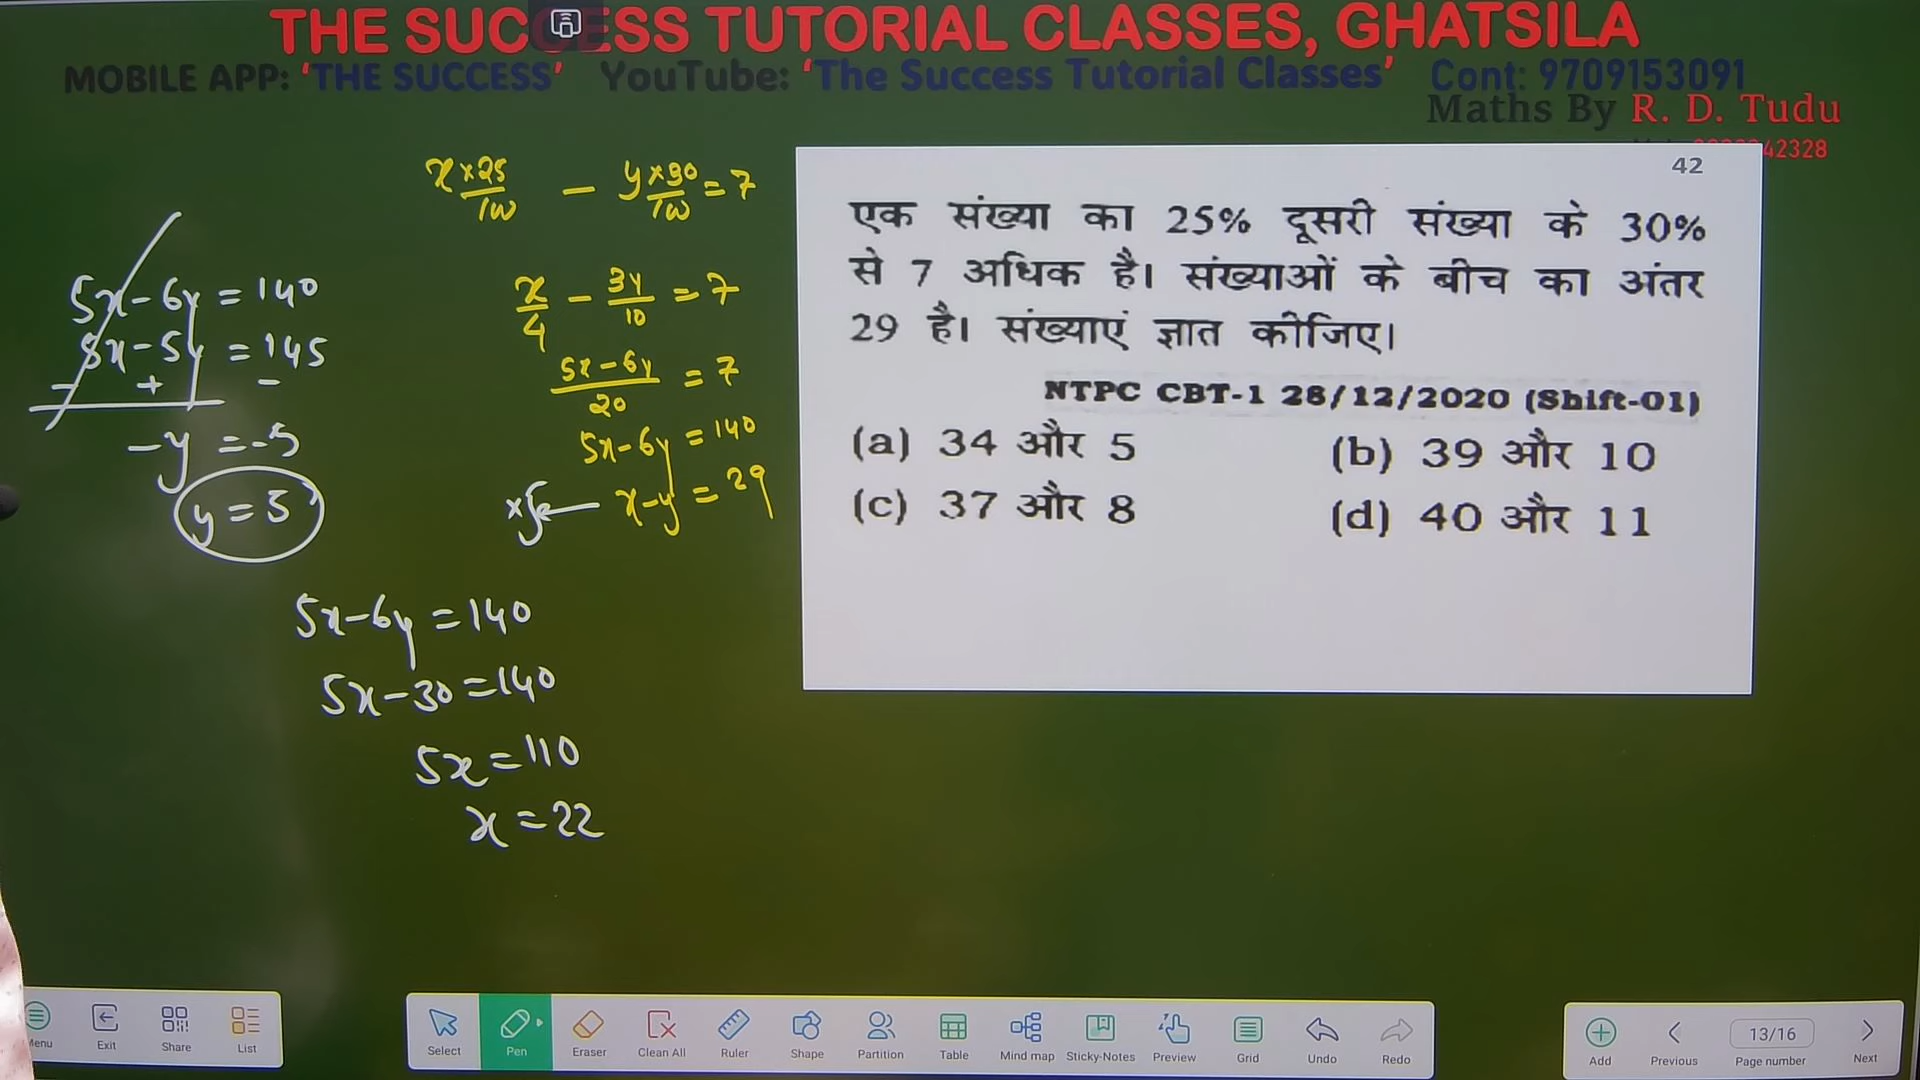 THE SUCCESS TUTORIAL CLASSES, GHATSILA
MOBILE APP: ‘THE SUCCESS’ YouTube: ‘The Success Tutorial Classes’ Cont: 9709153091
Maths By R. D. Tudu
42328
42
एक संख्या का 25% दूसरी संख्या के 30%
से 7 अधिक है। संख्याओं के बीच का अंतर
29 है। संख्याएं ज्ञात कीजिए।
NTPC CBT-1 28/12/2020 (Shift-01)
(a) 34 और 5 (b) 39 और 10
(c) 37 और 8 (d) 40 और 11
x×25/100 - y×30/100 = 7
x/4 - 3y/10 = 7
5x-6y/20 = 7
5x-6y = 140
×5 x-y = 29
5x-6y = 140
5x-5y = 145
- + -
-y = -5
y = 5
5x-6y = 140
5x-30 = 140
5x = 110
x = 22
Menu Exit Share List
Select Pen Eraser Clean All Ruler Shape Partition Table Mind map Sticky-Notes Preview Grid Undo Redo
Add Previous 13/16 Page number Next